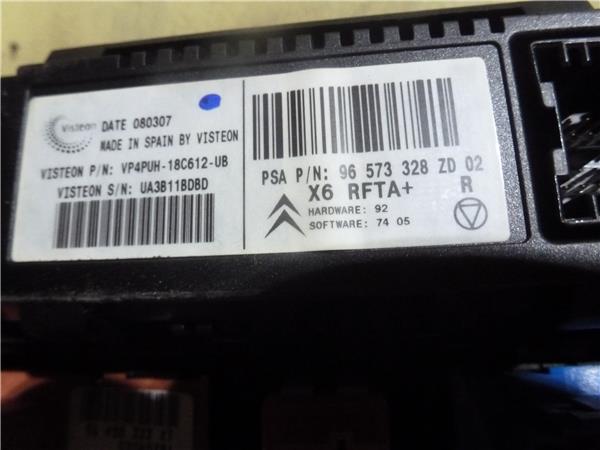 Visteon DATE 080307
MADE IN SPAIN BY VISTEON
VISTEON P/N: VP4PUH-18C612-UB
VISTEON S/N: UA3B11BDBD
PSA P/N: 96 573 328 ZD 02
X6 RFTA+ R
HARDWARE: 92
SOFTWARE: 74 05